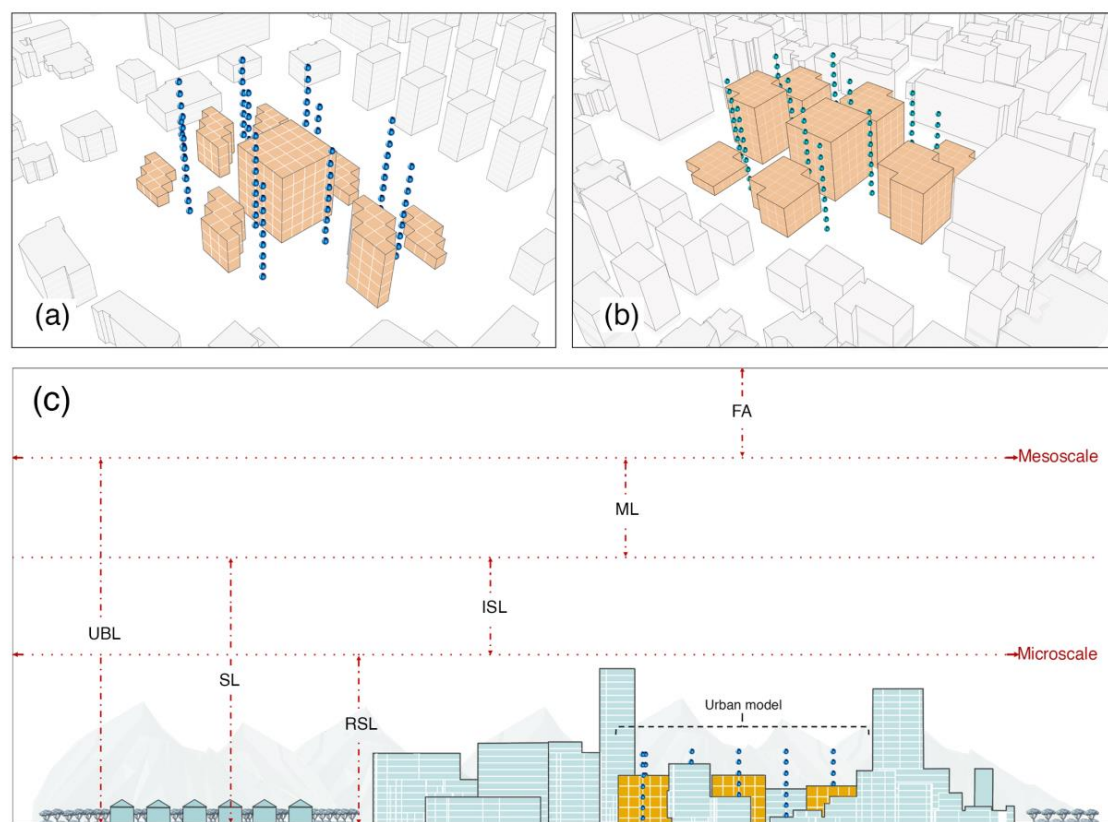 (a)
(b)
(c)
FA
Mesoscale
ML
ISL
UBL
Microscale
SL
Urban model
RSL